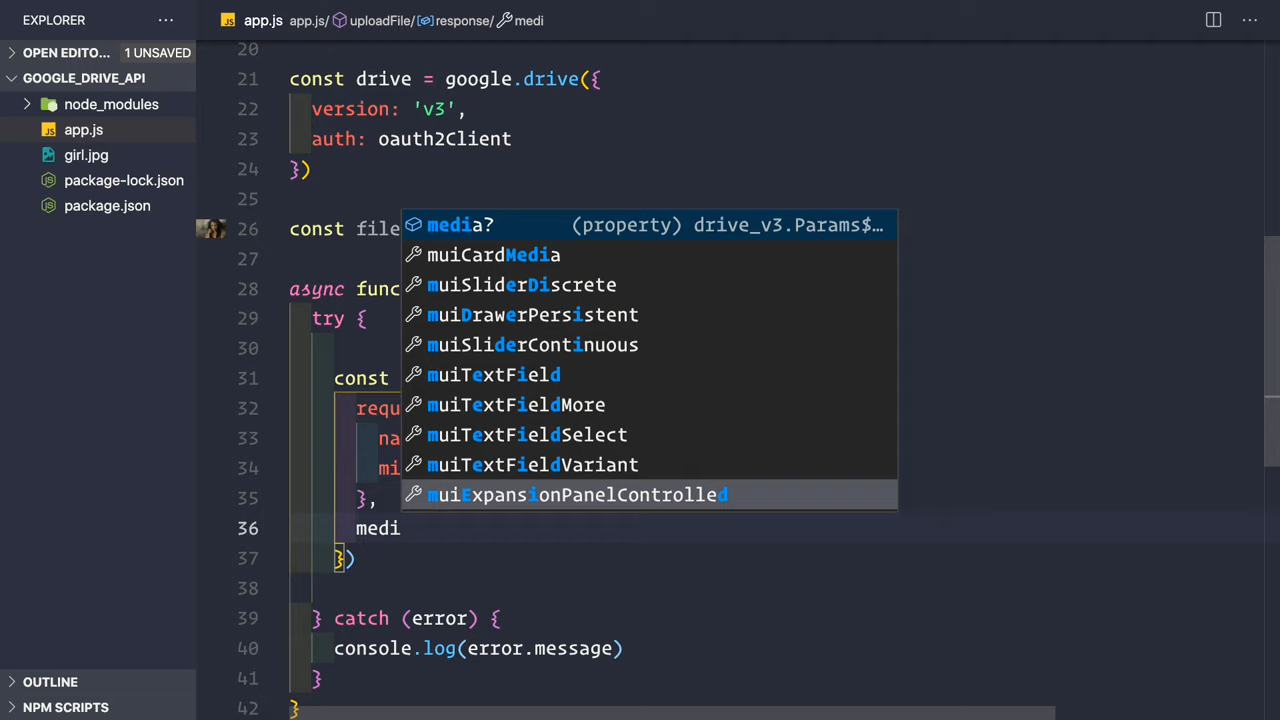 EXPLORER
app.js app.js/ uploadFile/ response/ medi
OPEN EDITO... 1 UNSAVED
GOOGLE_DRIVE_API
node_modules
app.js
girl.jpg
package-lock.json
package.json
OUTLINE
NPM SCRIPTS
20
21 const drive = google.drive({
22 version: 'v3',
23 auth: oauth2Client
24 })
25
26 const file
27
28 async func
29 try {
30
31 const
32 requ
33 na
34 mi
35 },
36 medi
37 })
38
39 } catch (error) {
40 console.log(error.message)
41 }
42 }
media? (property) drive_v3.Params$...
muiCardMedia
muiSliderDiscrete
muiDrawerPersistent
muiSliderContinuous
muiTextField
muiTextFieldMore
muiTextFieldSelect
muiTextFieldVariant
muiExpansionPanelControlled